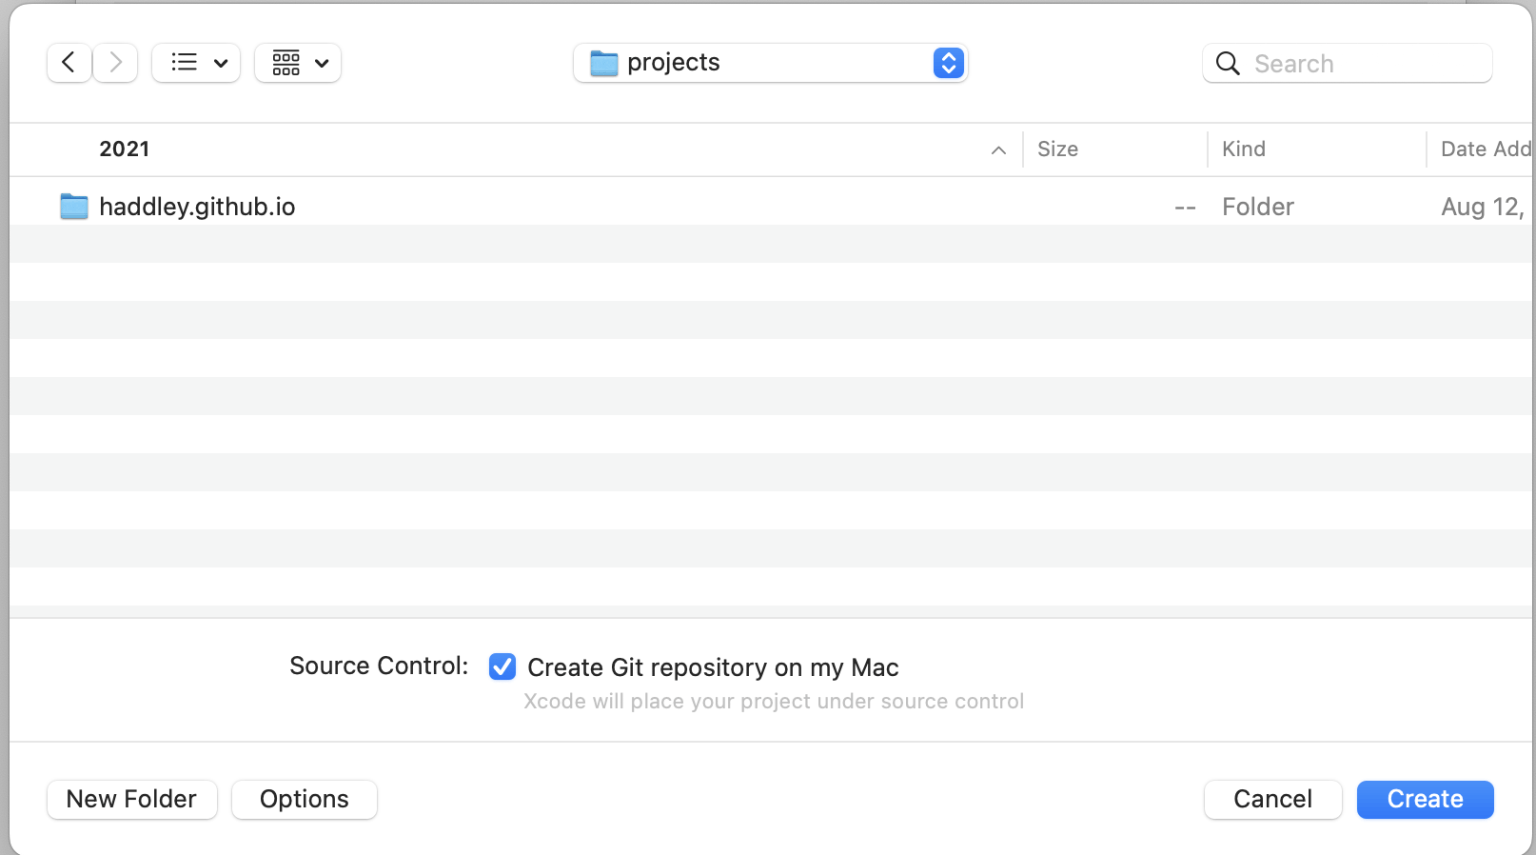 projects
Search
2021 Size Kind Date Add
haddley.github.io -- Folder Aug 12,
Source Control: Create Git repository on my Mac
Xcode will place your project under source control
New Folder Options Cancel Create